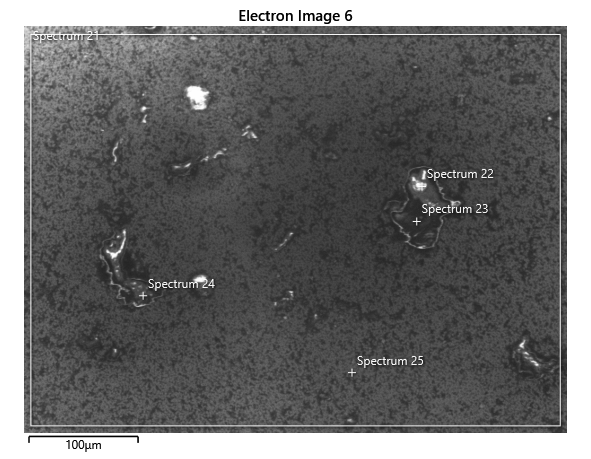 Electron Image 6
Spectrum 21
Spectrum 22
Spectrum 23
Spectrum 24
Spectrum 25
100µm